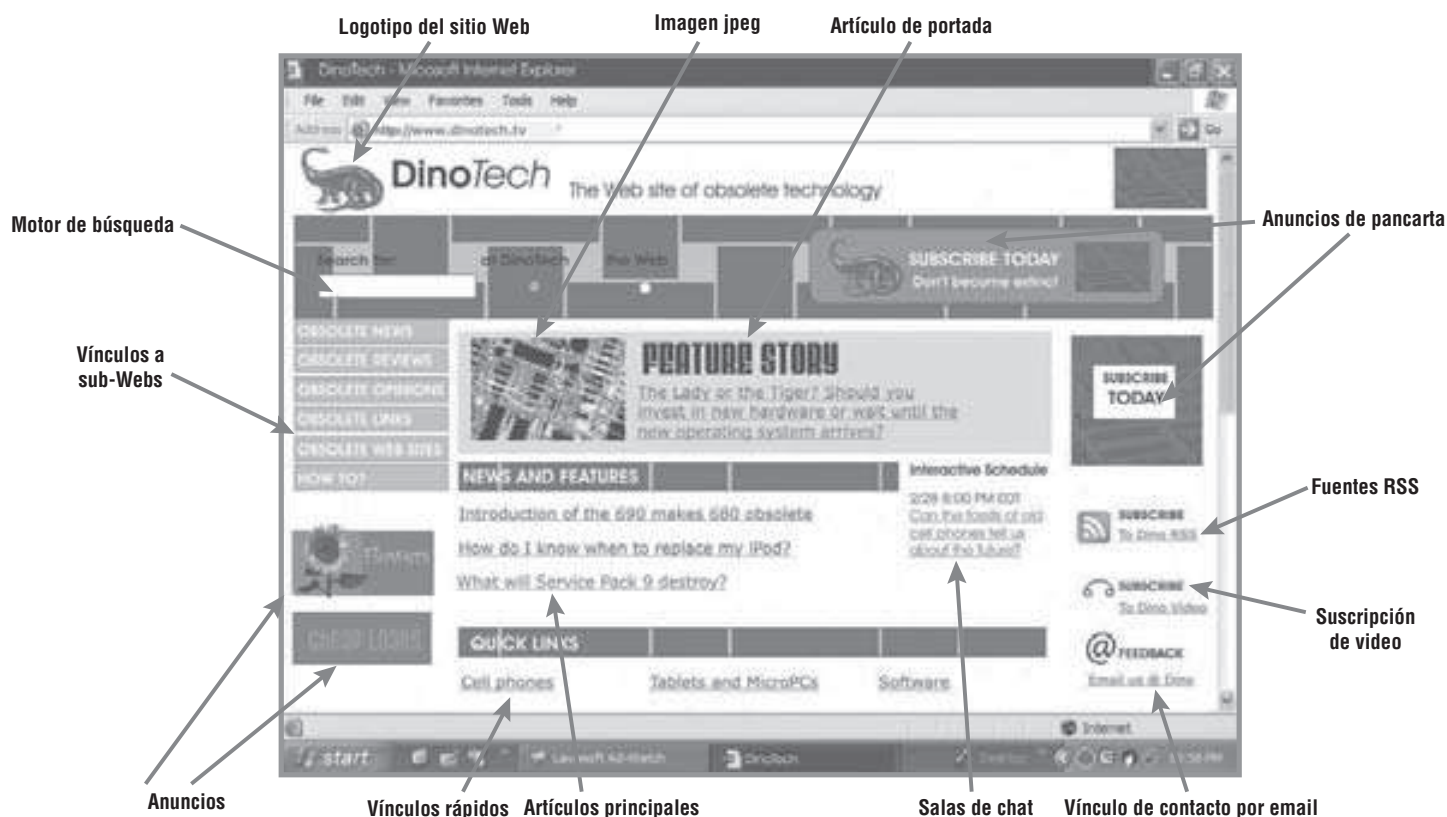 Logotipo del sitio Web
Imagen jpeg
Artículo de portada
DinoTech - Microsoft Internet Explorer
File Edit View Favorites Tools Help
Address http://www.dinotech.tv Go
DinoTech The Web site of obsolete technology
Motor de búsqueda
Anuncios de pancarta
Search for: all DinoTech the Web
SUBSCRIBE TODAY
Don't become extinct
Vínculos a
sub-Webs
OBSOLETE NEWS
OBSOLETE REVIEWS
OBSOLETE OPINIONS
OBSOLETE LINKS
OBSOLETE WEB SITES
HOW TO?
FEATURE STORY
The Lady or the Tiger? Should you
invest in new hardware or wait until the
new operating system arrives?
SUBSCRIBE
TODAY
NEWS AND FEATURES
Introduction of the 690 makes 680 obsolete
How do I know when to replace my iPod?
What will Service Pack 9 destroy?
Interactive Schedule
2/28 8:00 PM EDT
Can the fossils of old
cell phones tell us
about the future?
Fuentes RSS
SUBSCRIBE
To Dino RSS
SUBSCRIBE
To Dino Video
Suscripción
de video
FEEDBACK
Email us @ Dino
CHEAP LOANS
QUICK LINKS
Cell phones Tablets and MicroPCs Software
Internet
start DinoTech
Anuncios
Vínculos rápidos
Artículos principales
Salas de chat
Vínculo de contacto por email